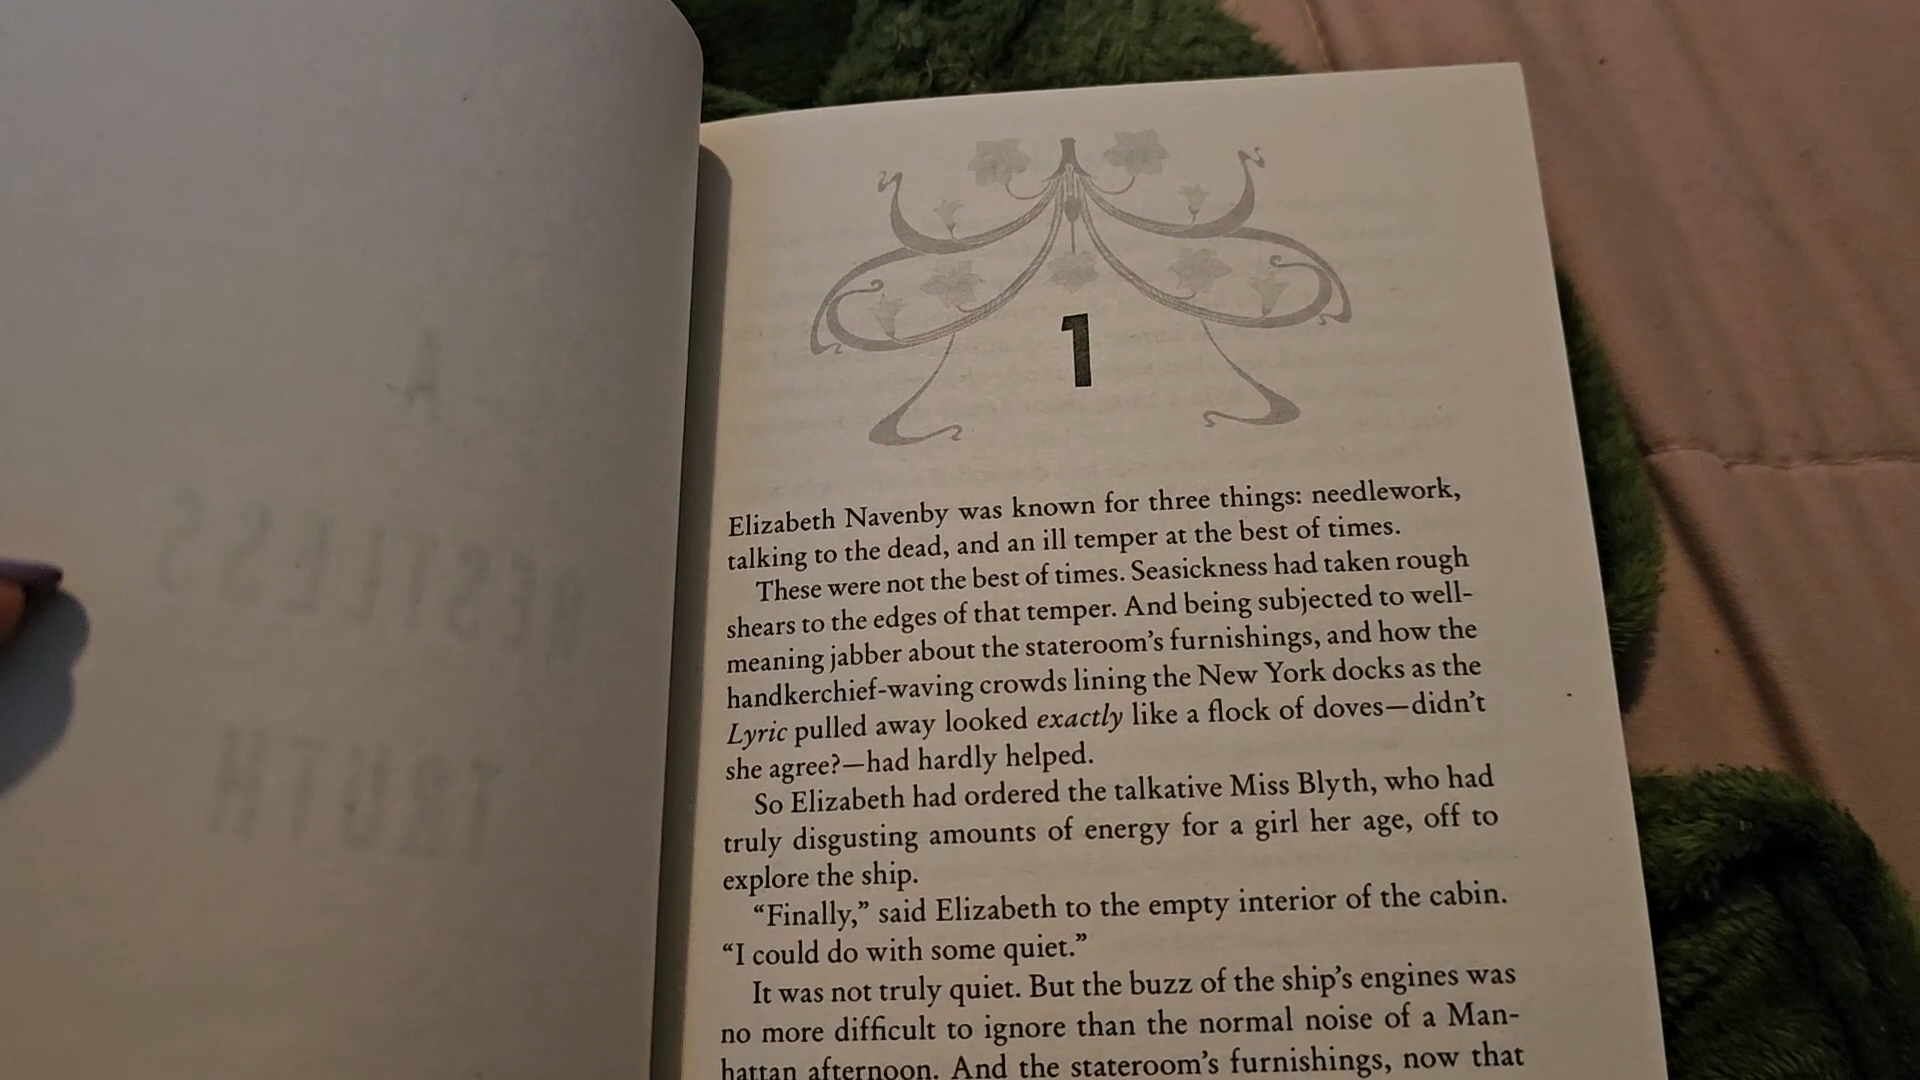 A
RESTLESS
TRUTH
1
Elizabeth Navenby was known for three things: needlework,
talking to the dead, and an ill temper at the best of times.
These were not the best of times. Seasickness had taken rough
shears to the edges of that temper. And being subjected to well-
meaning jabber about the stateroom’s furnishings, and how the
handkerchief-waving crowds lining the New York docks as the
Lyric pulled away looked exactly like a flock of doves—didn’t
she agree?—had hardly helped.
So Elizabeth had ordered the talkative Miss Blyth, who had
truly disgusting amounts of energy for a girl her age, off to
explore the ship.
“Finally,” said Elizabeth to the empty interior of the cabin.
“I could do with some quiet.”
It was not truly quiet. But the buzz of the ship’s engines was
no more difficult to ignore than the normal noise of a Man-
hattan afternoon. And the stateroom’s furnishings, now that